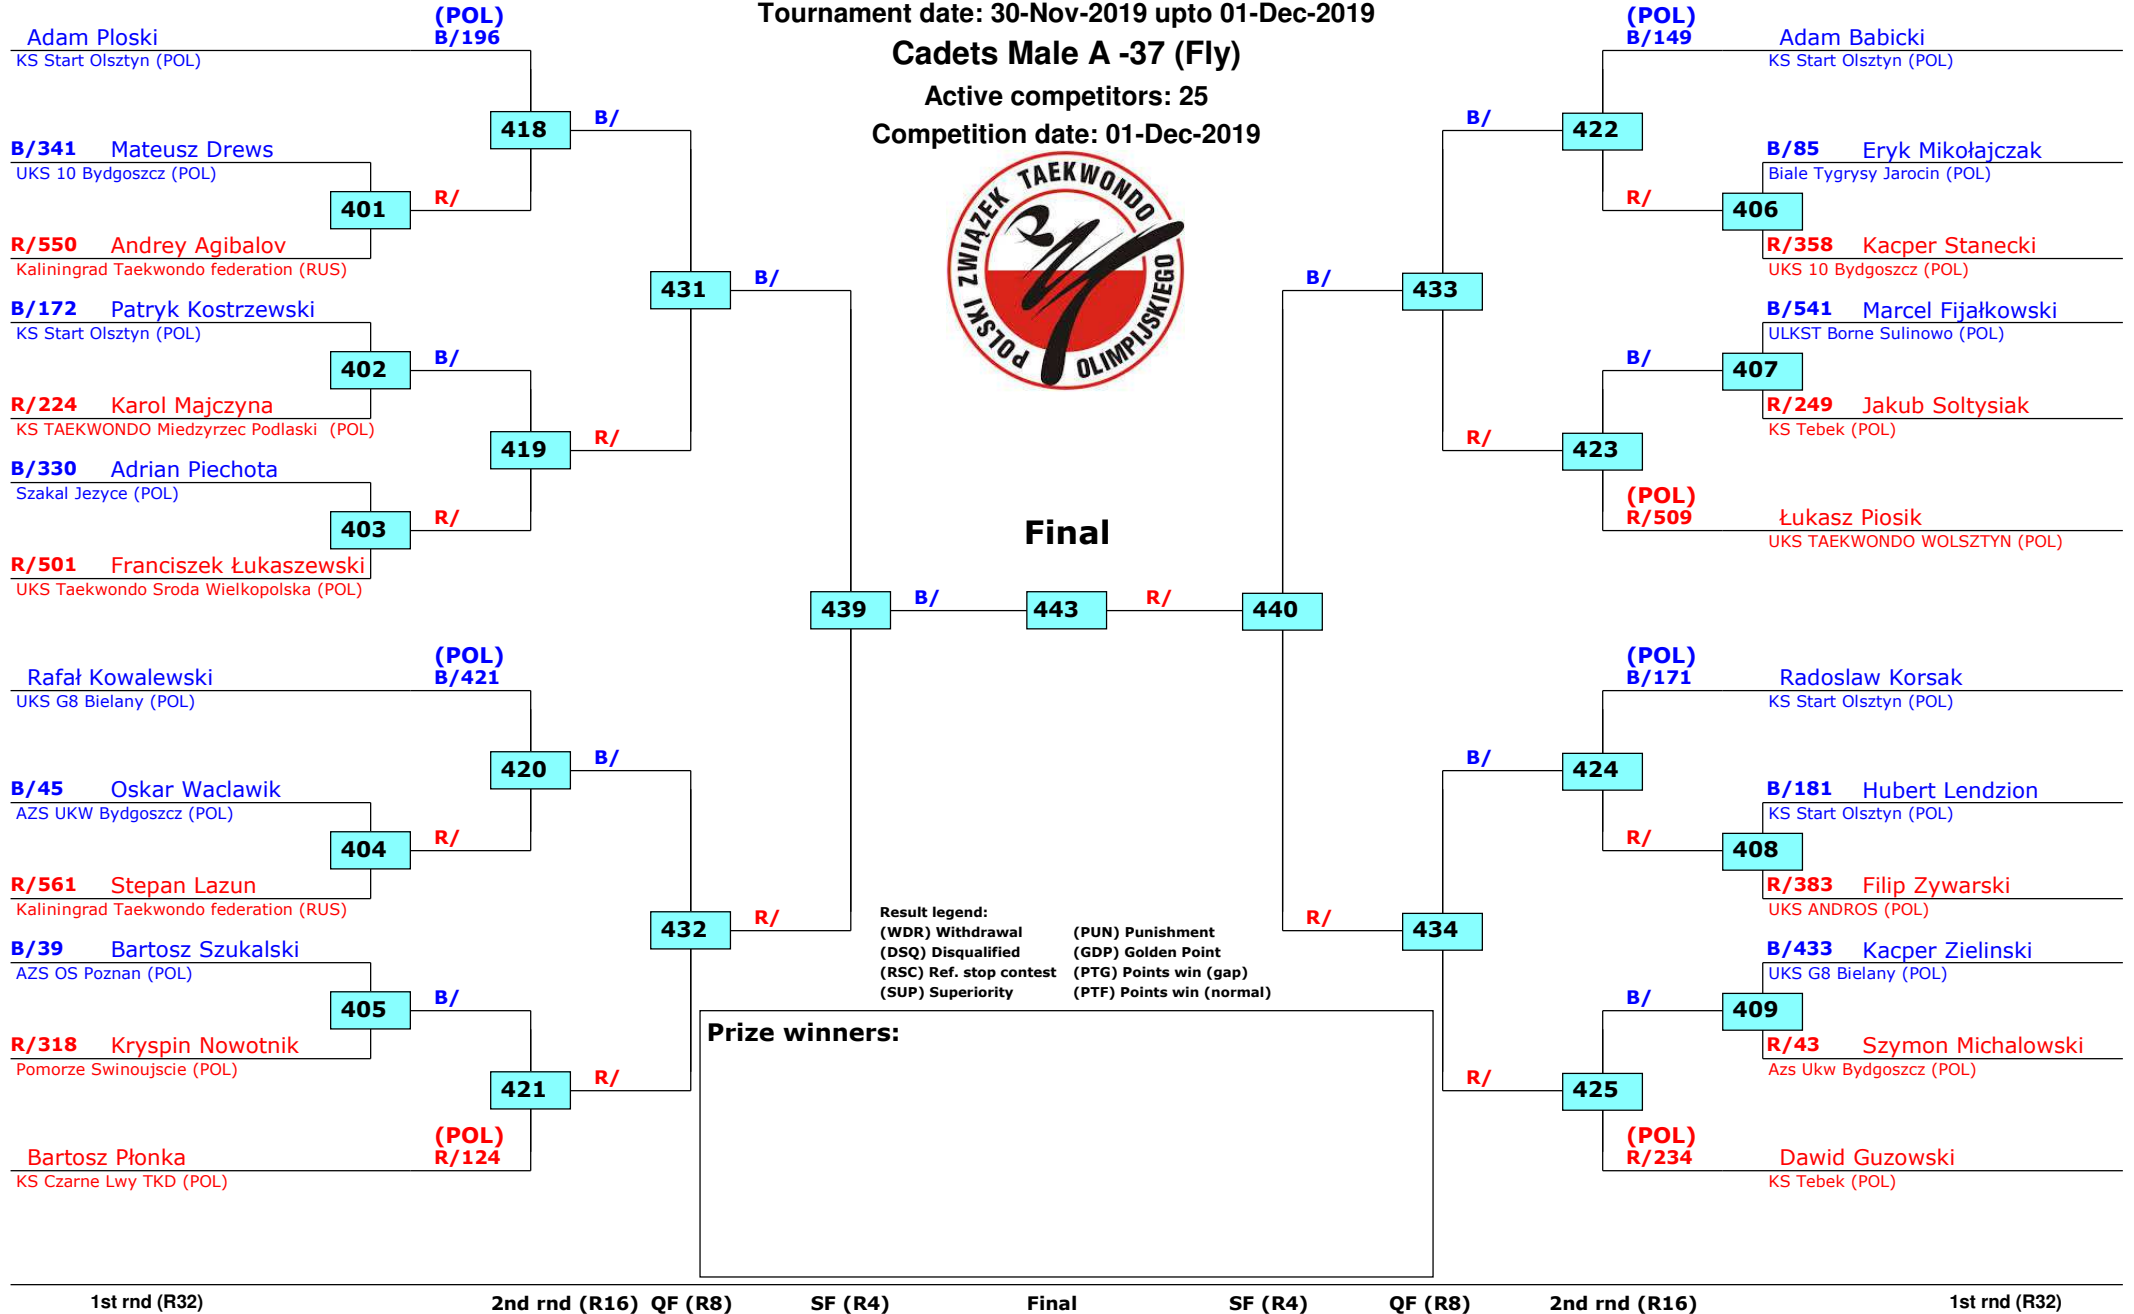 Tournament date: 30-Nov-2019 upto 01-Dec-2019
Cadets Male A -37 (Fly)
Active competitors: 25
Competition date: 01-Dec-2019
POLSKI ZWIĄZEK TAEKWONDO OLIMPIJSKIEGO
(POL)
Adam Ploski B/196
KS Start Olsztyn (POL)
418 B/
B/341 Mateusz Drews
UKS 10 Bydgoszcz (POL)
401 R/
R/550 Andrey Agibalov
Kaliningrad Taekwondo federation (RUS)
431 B/
B/172 Patryk Kostrzewski
KS Start Olsztyn (POL)
402 B/
R/224 Karol Majczyna
KS TAEKWONDO Miedzyrzec Podlaski (POL)
419 R/
B/330 Adrian Piechota
Szakal Jezyce (POL)
403 R/
R/501 Franciszek Łukaszewski
UKS Taekwondo Sroda Wielkopolska (POL)
Final
439 B/ 443 R/ 440
(POL)
Rafał Kowalewski B/421
UKS G8 Bielany (POL)
420 B/
B/45 Oskar Waclawik
AZS UKW Bydgoszcz (POL)
404 R/
R/561 Stepan Lazun
Kaliningrad Taekwondo federation (RUS)
432 R/
B/39 Bartosz Szukalski
AZS OS Poznan (POL)
405 B/
R/318 Kryspin Nowotnik
Pomorze Swinoujscie (POL)
421 R/
(POL)
Bartosz Płonka R/124
KS Czarne Lwy TKD (POL)
(POL)
B/149 Adam Babicki
KS Start Olsztyn (POL)
B/ 422
B/85 Eryk Mikołajczak
Biale Tygrysy Jarocin (POL)
R/ 406
R/358 Kacper Stanecki
UKS 10 Bydgoszcz (POL)
B/ 433
B/541 Marcel Fijałkowski
ULKST Borne Sulinowo (POL)
B/ 407
R/249 Jakub Soltysiak
KS Tebek (POL)
R/ 423
(POL)
R/509 Łukasz Piosik
UKS TAEKWONDO WOLSZTYN (POL)
(POL)
B/171 Radoslaw Korsak
KS Start Olsztyn (POL)
B/ 424
B/181 Hubert Lendzion
KS Start Olsztyn (POL)
R/ 408
R/383 Filip Zywarski
UKS ANDROS (POL)
R/ 434
B/433 Kacper Zielinski
UKS G8 Bielany (POL)
B/ 409
R/43 Szymon Michalowski
Azs Ukw Bydgoszcz (POL)
R/ 425
(POL)
R/234 Dawid Guzowski
KS Tebek (POL)
Result legend:
(WDR) Withdrawal (PUN) Punishment
(DSQ) Disqualified (GDP) Golden Point
(RSC) Ref. stop contest (PTG) Points win (gap)
(SUP) Superiority (PTF) Points win (normal)
Prize winners:
1st rnd (R32) 2nd rnd (R16) QF (R8) SF (R4) Final SF (R4) QF (R8) 2nd rnd (R16) 1st rnd (R32)